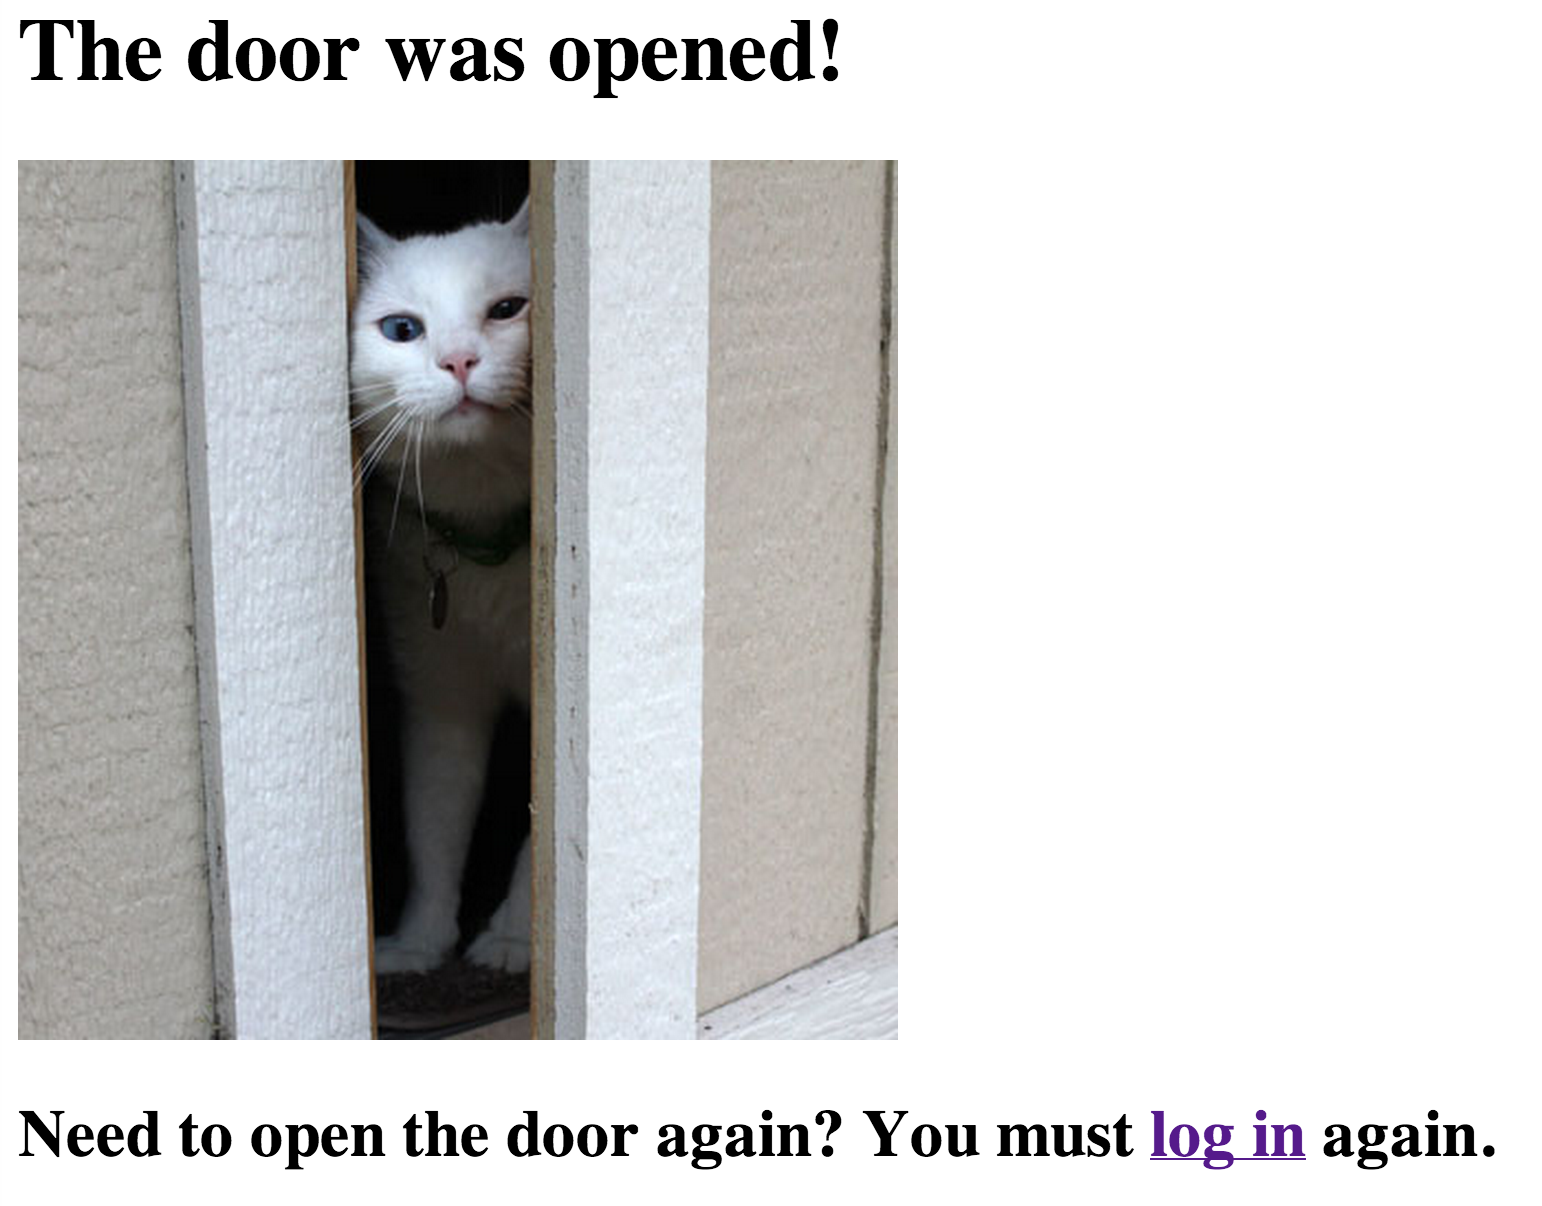 The door was opened!
Need to open the door again? You must log in again.